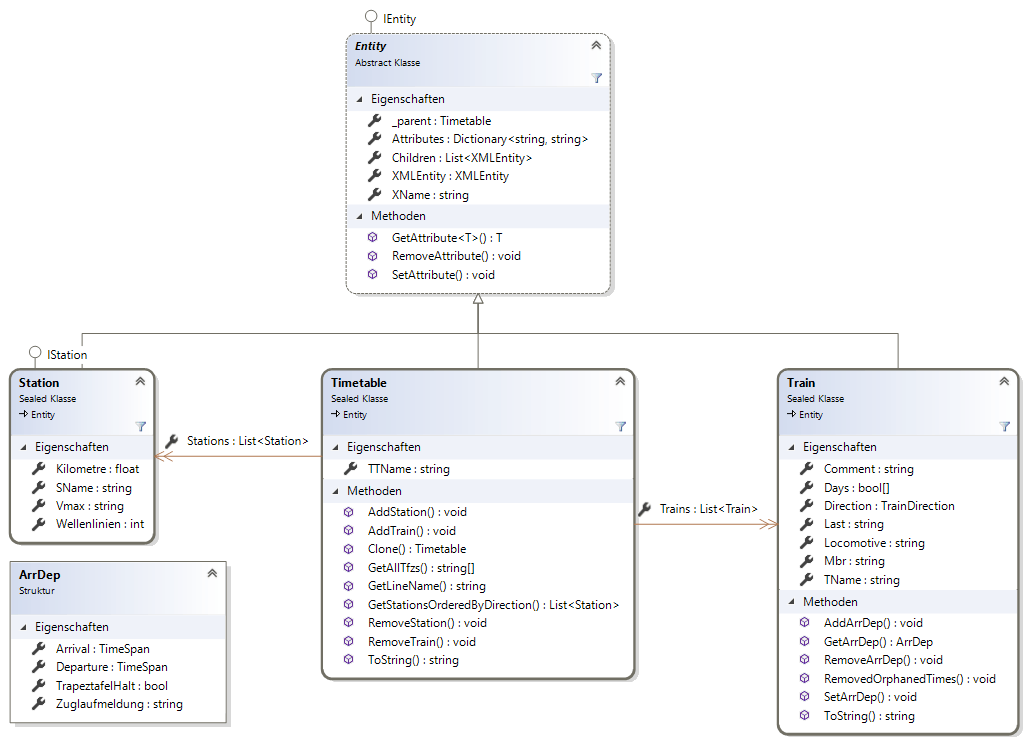 IEntity
Entity
Abstract Klasse
Eigenschaften
_parent : Timetable
Attributes : Dictionary<string, string>
Children : List<XMLEntity>
XMLEntity : XMLEntity
XName : string
Methoden
GetAttribute<T>() : T
RemoveAttribute() : void
SetAttribute() : void
IStation
Station
Sealed Klasse
Entity
Eigenschaften
Kilometre : float
SName : string
Vmax : string
Wellenlinien : int
Stations : List<Station>
ArrDep
Struktur
Eigenschaften
Arrival : TimeSpan
Departure : TimeSpan
TrapeztafelHalt : bool
Zuglaufmeldung : string
Timetable
Sealed Klasse
Entity
Eigenschaften
TTName : string
Methoden
AddStation() : void
AddTrain() : void
Clone() : Timetable
GetAllTfzs() : string[]
GetLineName() : string
GetStationsOrderedByDirection() : List<Station>
RemoveStation() : void
RemoveTrain() : void
ToString() : string
Trains : List<Train>
Train
Sealed Klasse
Entity
Eigenschaften
Comment : string
Days : bool[]
Direction : TrainDirection
Last : string
Locomotive : string
Mbr : string
TName : string
Methoden
AddArrDep() : void
GetArrDep() : ArrDep
RemoveArrDep() : void
RemovedOrphanedTimes() : void
SetArrDep() : void
ToString() : string